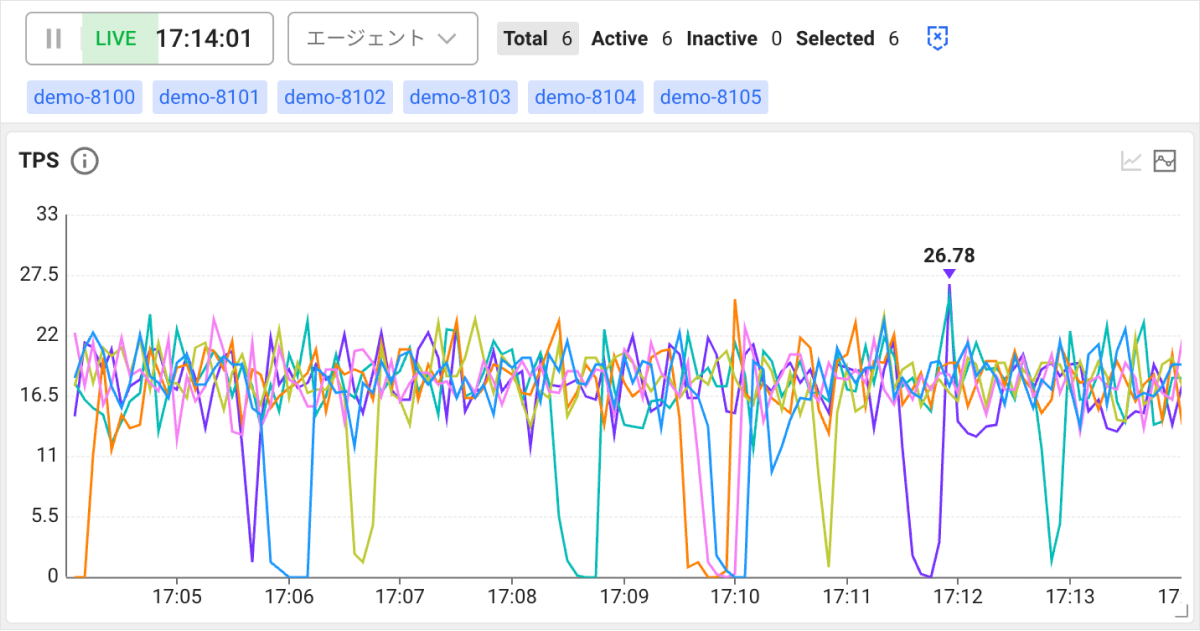 LIVE 17:14:01 エージェント Total 6 Active 6 Inactive 0 Selected 6
demo-8100 demo-8101 demo-8102 demo-8103 demo-8104 demo-8105
TPS
33
26.78
27.5
22
16.5
11
5.5
0
17:05 17:06 17:07 17:08 17:09 17:10 17:11 17:12 17:13 17: